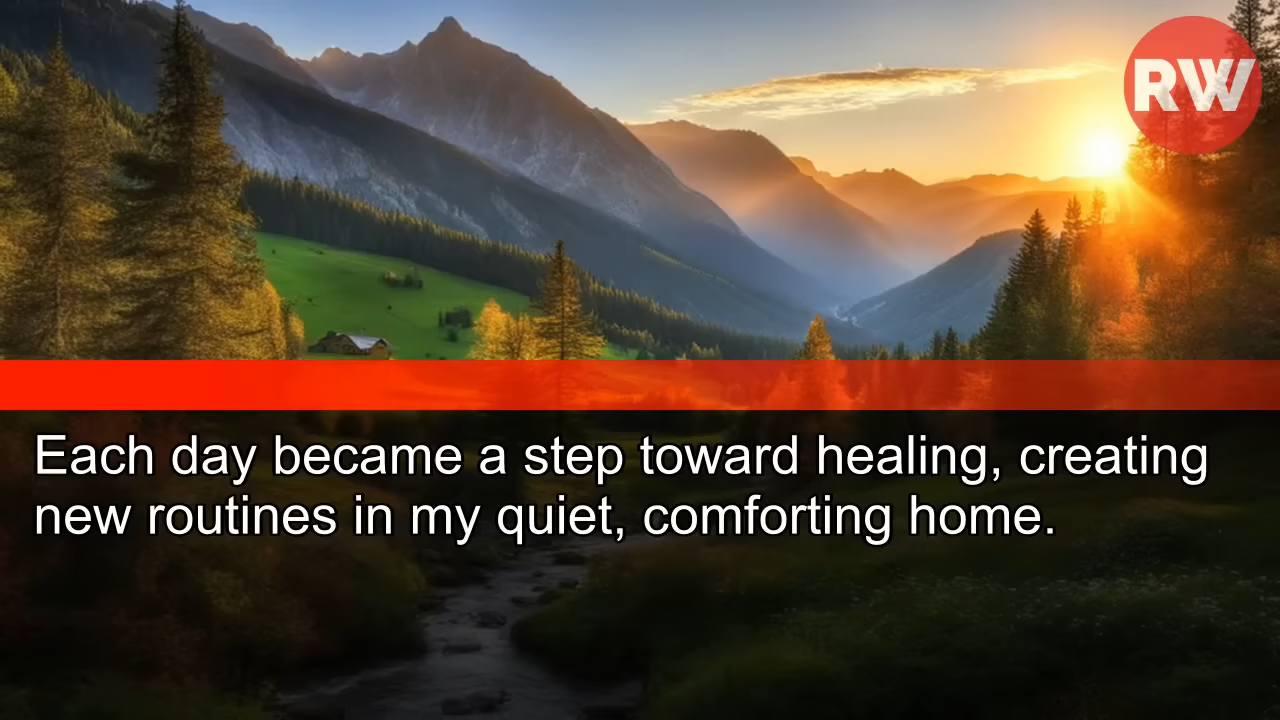 RW
Each day became a step toward healing, creating
new routines in my quiet, comforting home.